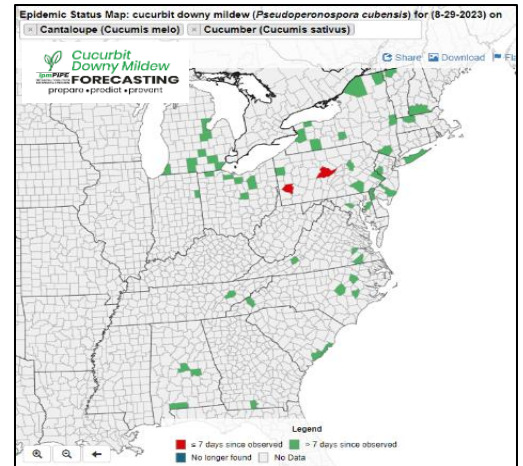 Epidemic Status Map: cucurbit downy mildew (Pseudoperonospora cubensis) for (8-29-2023) on
× Cantaloupe (Cucumis melo) × Cucumber (Cucumis sativus)
Share Download Fla
Cucurbit
Downy Mildew
ipmPIPE FORECASTING
prepare • predict • prevent
Legend
≤ 7 days since observed > 7 days since observed
No longer found No Data